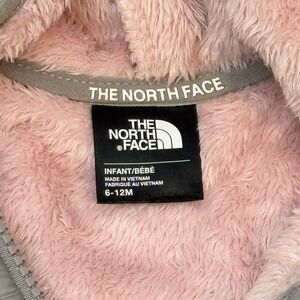 THE NORTH FACE
THE
NORTH
FACE®
INFANT/BÉBÉ
MADE IN VIETNAM
FABRIQUÉ AU VIETNAM
6-12M